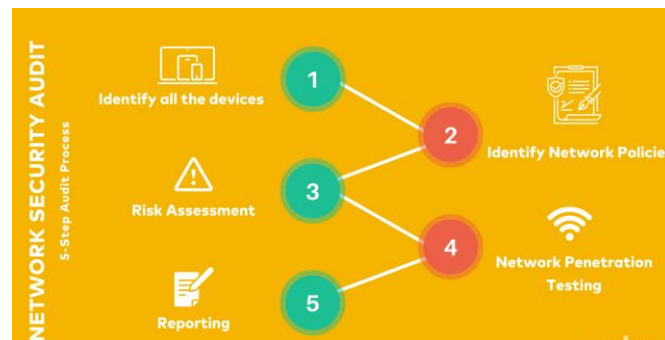 NETWORK SECURITY AUDIT
5-Step Audit Process
1
Identify all the devices
2
Identify Network Policie
3
Risk Assessment
4
Network Penetration
Testing
5
Reporting